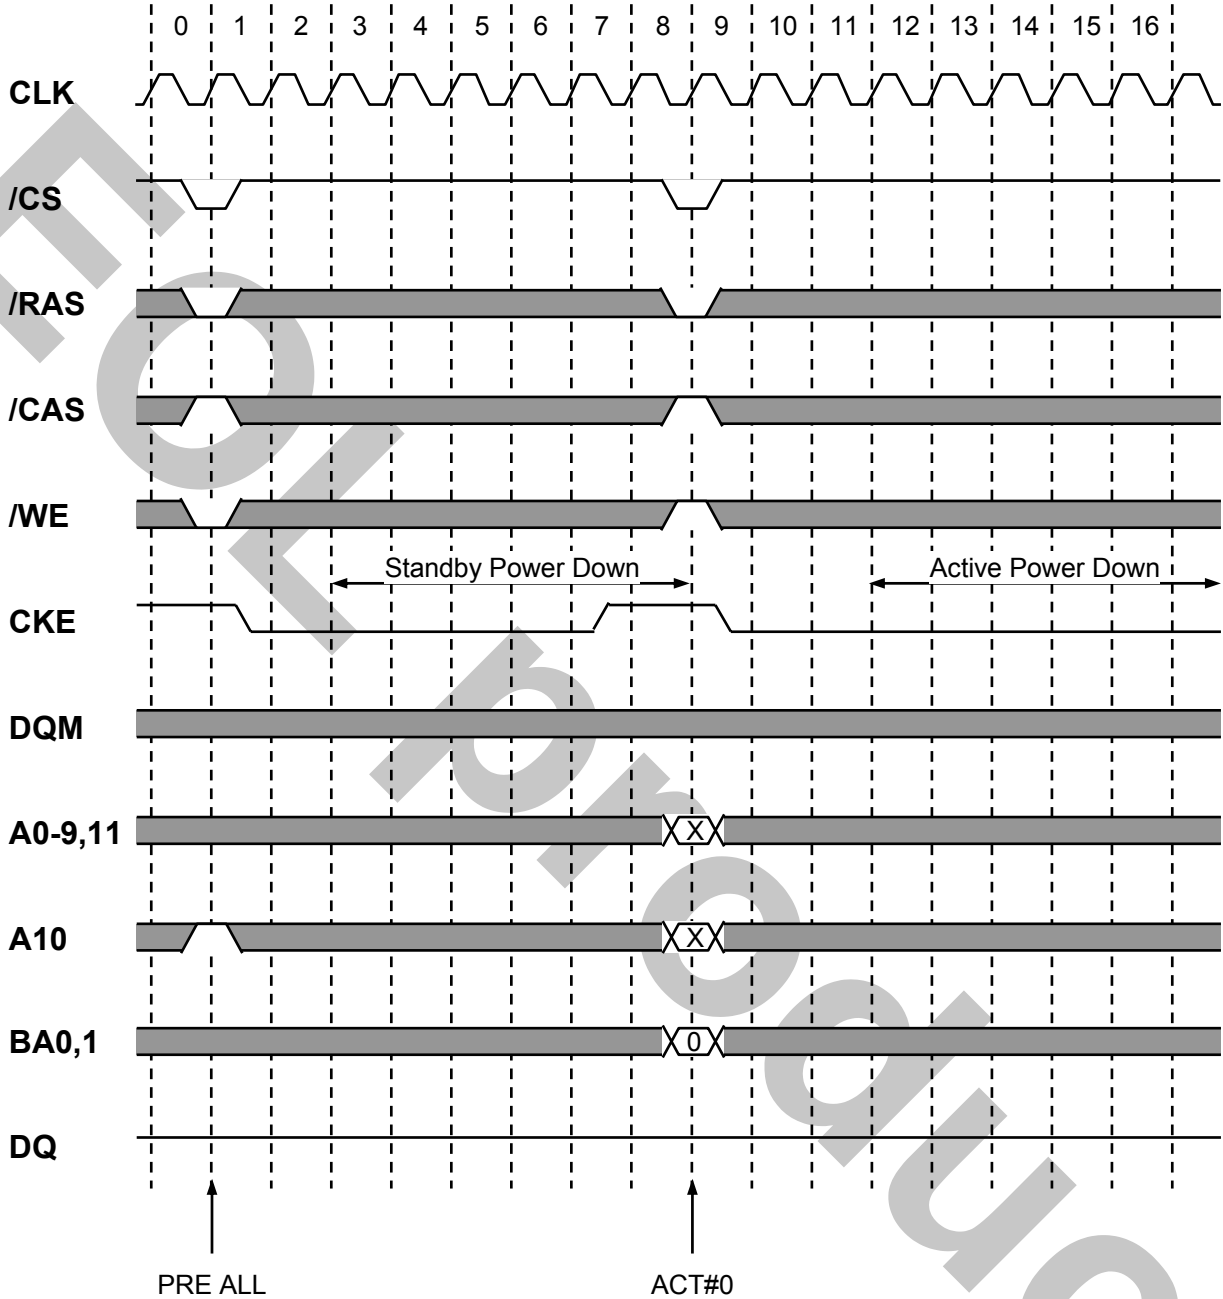 0 1 2 3 4 5 6 7 8 9 10 11 12 13 14 15 16
CLK
/CS
/RAS
/CAS
/WE
Standby Power Down Active Power Down
CKE
DQM
A0-9,11 X
A10 X
BA0,1 0
DQ
PRE ALL ACT#0
EOL produc